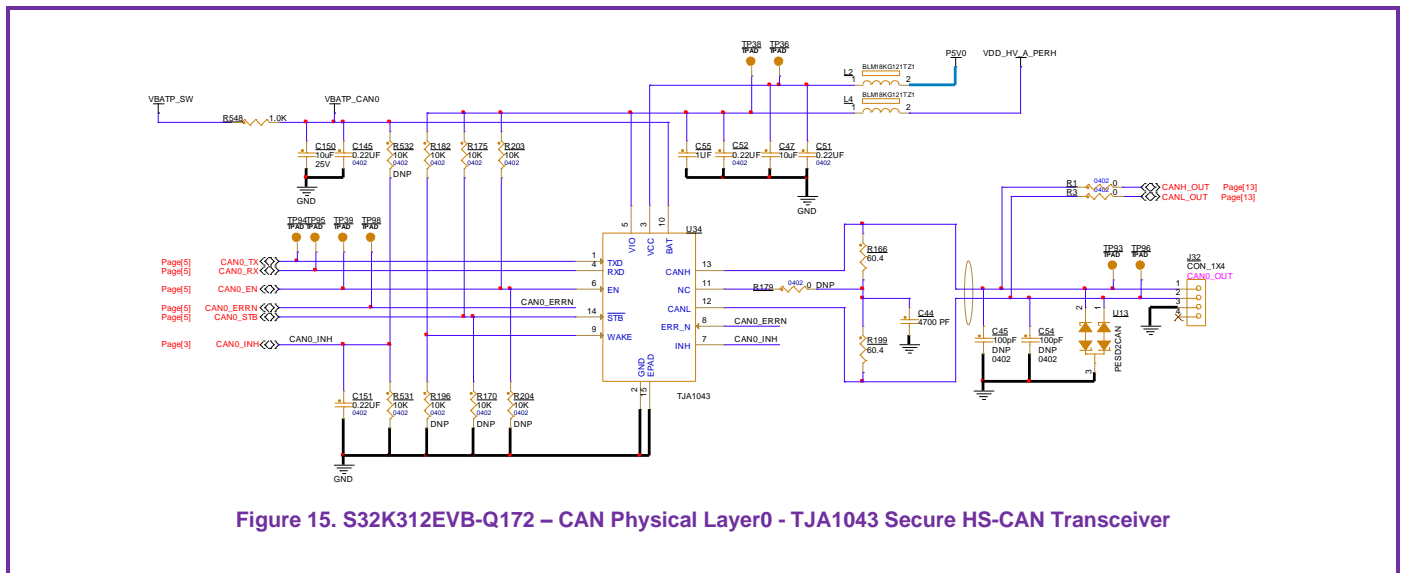 TP38 TP36
TPAD TPAD
P5V0 VDD_HV_A_PERH
L2 BLM18KG121TZ1
1 2
L4 BLM18KG121TZ1
1 2
VBATP_SW VBATP_CAN0
R548 1.0K
C150 C145 R532 R182 R175 R203
10uF 0.22UF 10K 10K 10K 10K
25V 0402 0402 0402 0402 0402
DNP
GND
C55 C52 C47 C51
1UF 0.22UF 10uF 0.22UF
0402 0402
GND
R1 0402 0 CANH_OUT Page[13]
R3 0402 0 CANL_OUT Page[13]
TP94 TP95 TP39 TP98
TPAD TPAD TPAD TPAD
5 3 10 U34
VIO VCC BAT
Page[5] CAN0_TX 1 TXD
Page[5] CAN0_RX 4 RXD
Page[5] CAN0_EN 6 EN
Page[5] CAN0_ERRN CAN0_ERRN
Page[5] CAN0_STB 14 STB
9 WAKE
Page[3] CAN0_INH CAN0_INH
CANH 13
NC 11 R179 0402 0 DNP
CANL 12
ERR_N 8 CAN0_ERRN
INH 7 CAN0_INH
GND EPAD
2 15
TJA1043
R166
60.4
C44
4700 PF
R199
60.4
TP93 TP96
TPAD TPAD
J32
CON_1X4
CAN0_OUT
1
2
3
4
C45 C54
100pF 100pF
DNP DNP
0402 0402
2 1 U13
PESD2CAN
3
C151 R531 R196 R170 R204
0.22UF 10K 10K 10K 10K
0402 0402 0402 0402 0402
DNP DNP DNP
GND
Figure 15. S32K312EVB-Q172 – CAN Physical Layer0 - TJA1043 Secure HS-CAN Transceiver